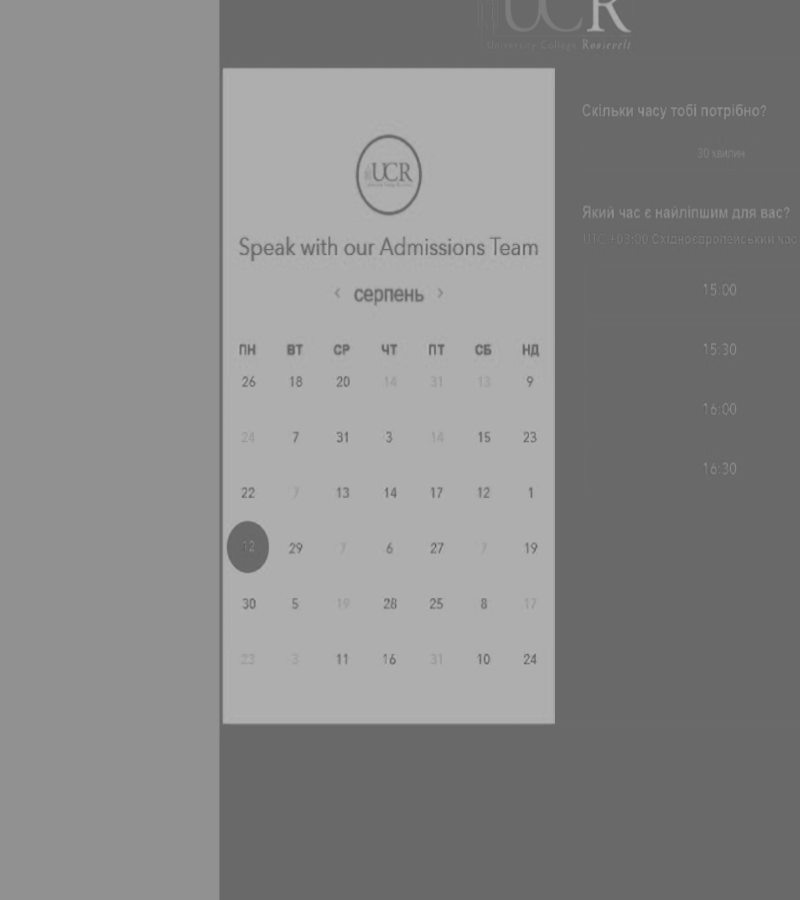 UCR
University College Roosevelt
UCR
Speak with our Admissions Team
< серпень >
ПН ВТ СР ЧТ ПТ СБ НД
26 18 20 14 31 13 9
24 7 31 3 14 15 23
22 7 13 14 17 12 1
12 29 7 6 27 7 19
30 5 19 28 25 8 17
23 3 11 16 31 10 24
Скільки часу тобі потрібно?
30 хвилин
Який час є найліпшим для вас?
UTC +03:00 Східноєвропейський час
15:00
15:30
16:00
16:30